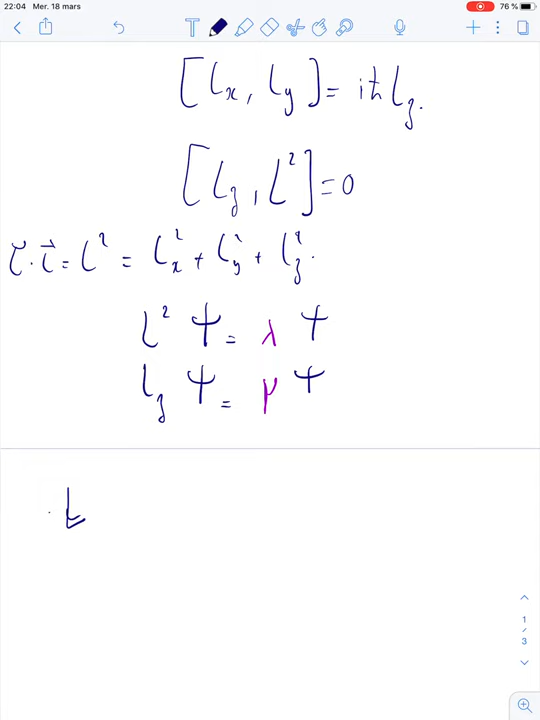 22:04 Mer. 18 mars 76 %
[Lx, Ly] = iħLz.
[Lz, L²] = 0
L⃗·L⃗ = L² = Lx² + Ly² + Lz².
L² Ψ = λ Ψ
Lz Ψ = μ Ψ
L
1
/
3